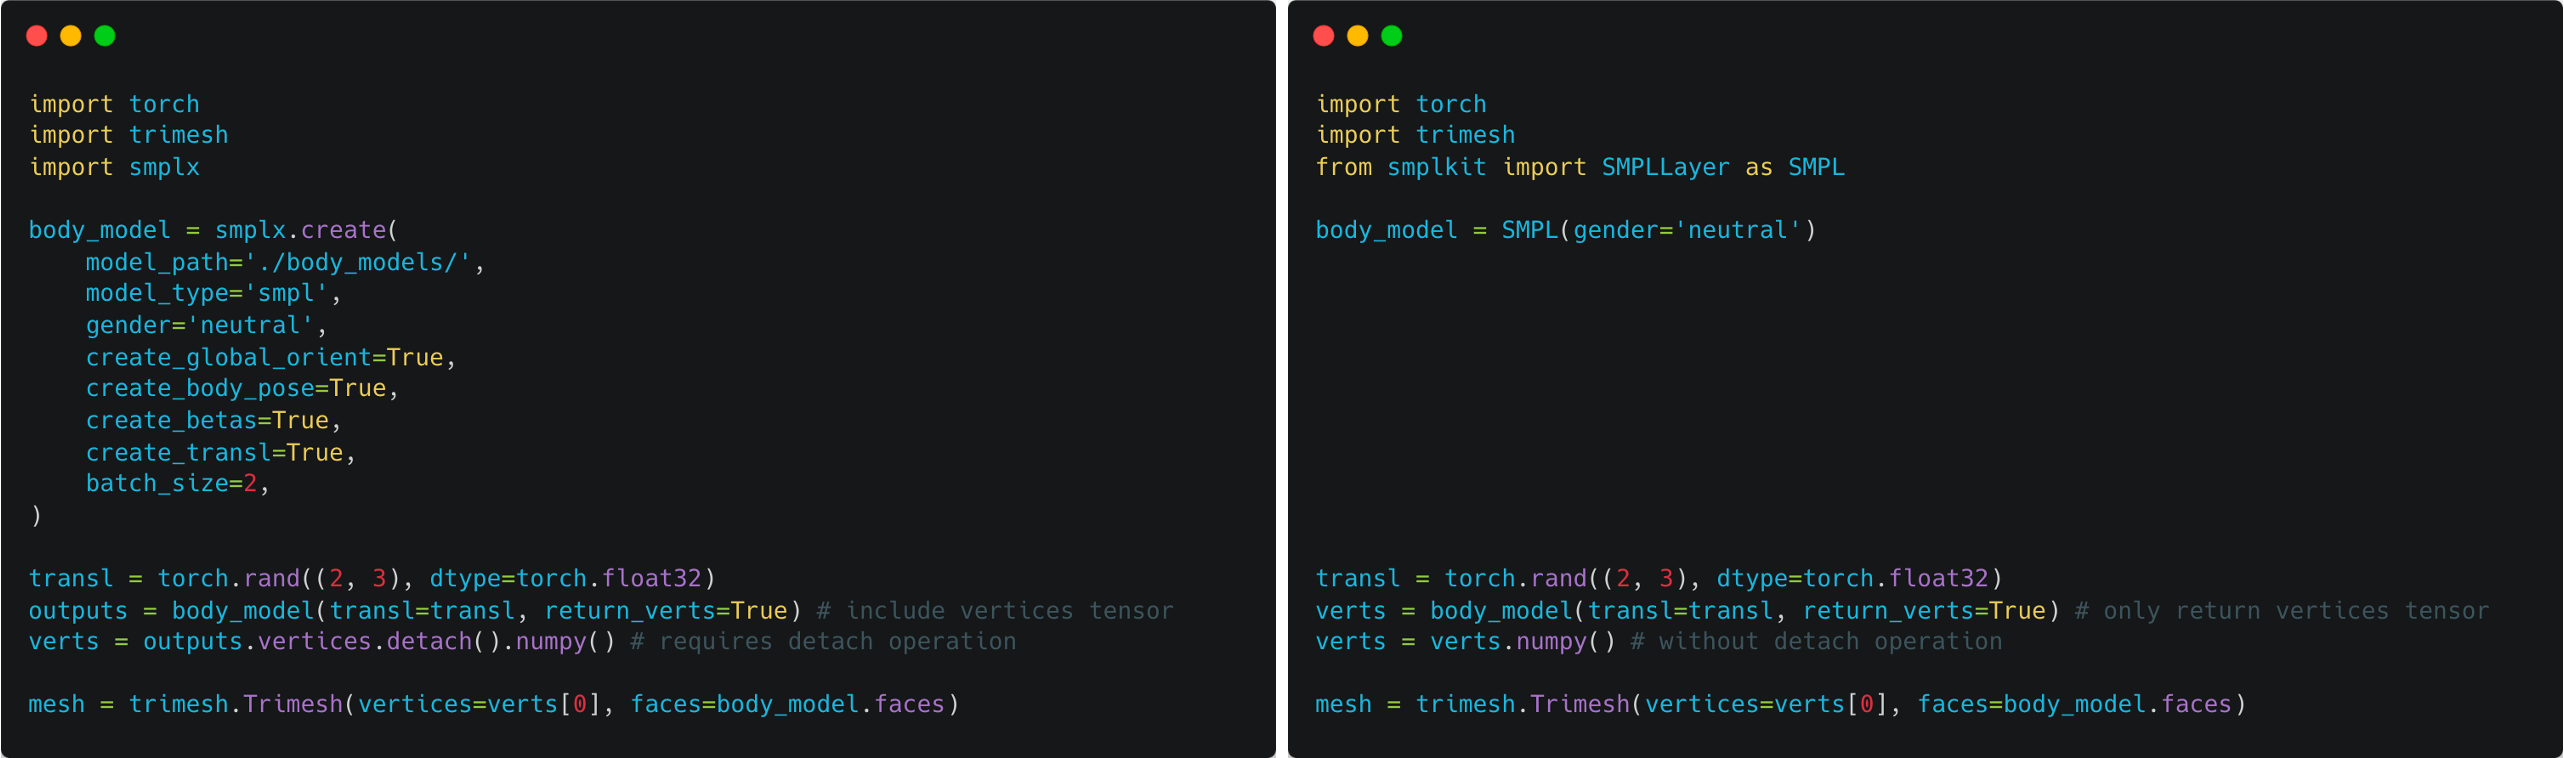 import torch
import trimesh
import smplx
body_model = smplx.create(
    model_path='./body_models/',
    model_type='smpl',
    gender='neutral',
    create_global_orient=True,
    create_body_pose=True,
    create_betas=True,
    create_transl=True,
    batch_size=2,
)
transl = torch.rand((2, 3), dtype=torch.float32)
outputs = body_model(transl=transl, return_verts=True) # include vertices tensor
verts = outputs.vertices.detach().numpy() # requires detach operation
mesh = trimesh.Trimesh(vertices=verts[0], faces=body_model.faces)
import torch
import trimesh
from smplkit import SMPLLayer as SMPL
body_model = SMPL(gender='neutral')
transl = torch.rand((2, 3), dtype=torch.float32)
verts = body_model(transl=transl, return_verts=True) # only return vertices tensor
verts = verts.numpy() # without detach operation
mesh = trimesh.Trimesh(vertices=verts[0], faces=body_model.faces)